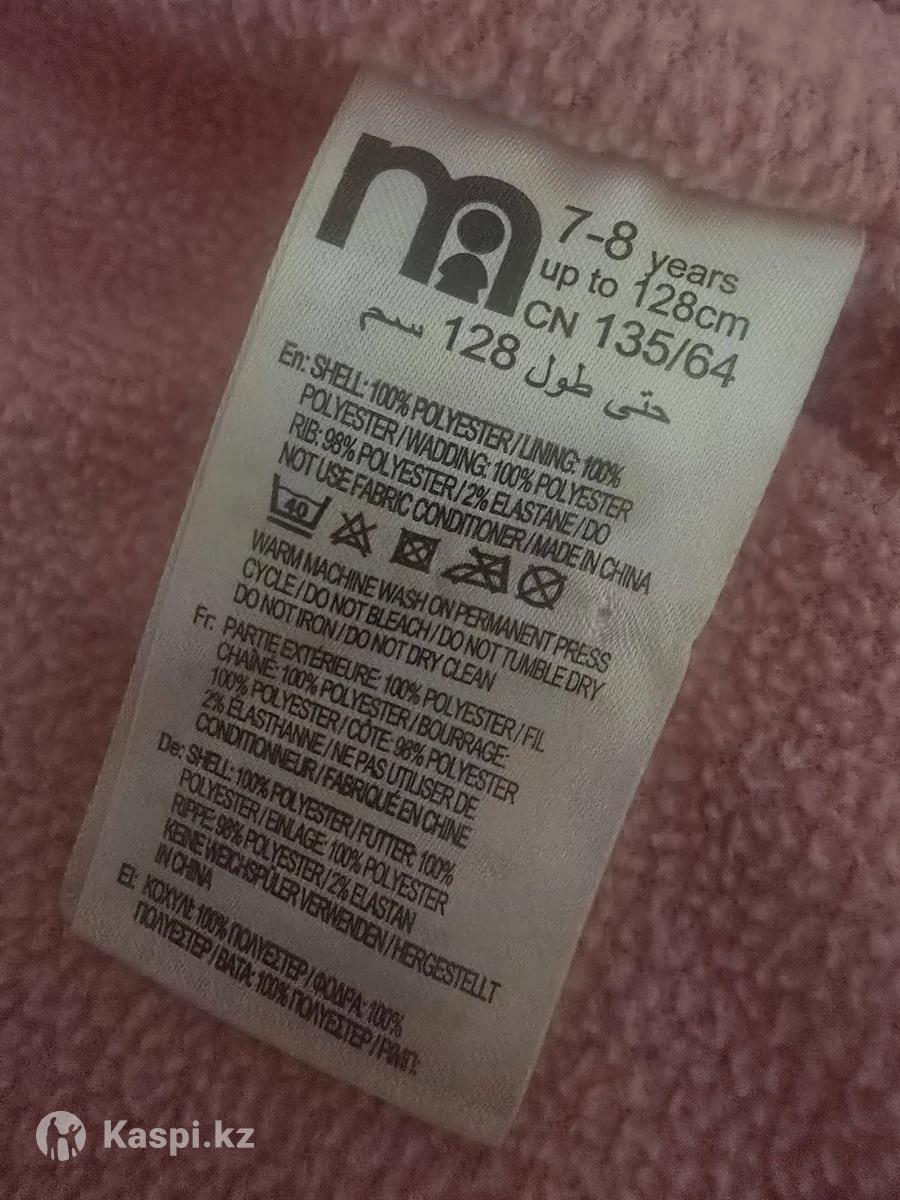 7-8 years
up to 128cm
CN 135/64
حتى طول 128 سم
En: SHELL: 100% POLYESTER / LINING: 100%
POLYESTER / WADDING: 100% POLYESTER
RIB: 98% POLYESTER / 2% ELASTANE / DO
NOT USE FABRIC CONDITIONER / MADE IN CHINA
40
WARM MACHINE WASH ON PERMANENT PRESS
CYCLE / DO NOT BLEACH / DO NOT TUMBLE DRY
DO NOT IRON / DO NOT DRY CLEAN
Fr: PARTIE EXTÉRIEURE: 100% POLYESTER / FIL
CHAÎNE: 100% POLYESTER / BOURRAGE:
100% POLYESTER / CÔTE: 98% POLYESTER
2% ÉLASTHANNE / NE PAS UTILISER DE
CONDITIONNEUR / FABRIQUÉ EN CHINE
De: SHELL: 100% POLYESTER / FUTTER: 100%
POLYESTER / EINLAGE: 100% POLYESTER
RIPPE: 98% POLYESTER / 2% ELASTAN
KEINE WEICHSPÜLER VERWENDEN / HERGESTELLT
IN CHINA
El: ΚΟΧΥΛΙ: 100% ΠΟΛΥΕΣΤΕΡ / ΦΟΔΡΑ: 100%
ΠΟΛΥΕΣΤΕΡ / ΒΑΤΑ: 100% ΠΟΛΥΕΣΤΕΡ / ΡΙΜΠ:
Kaspi.kz